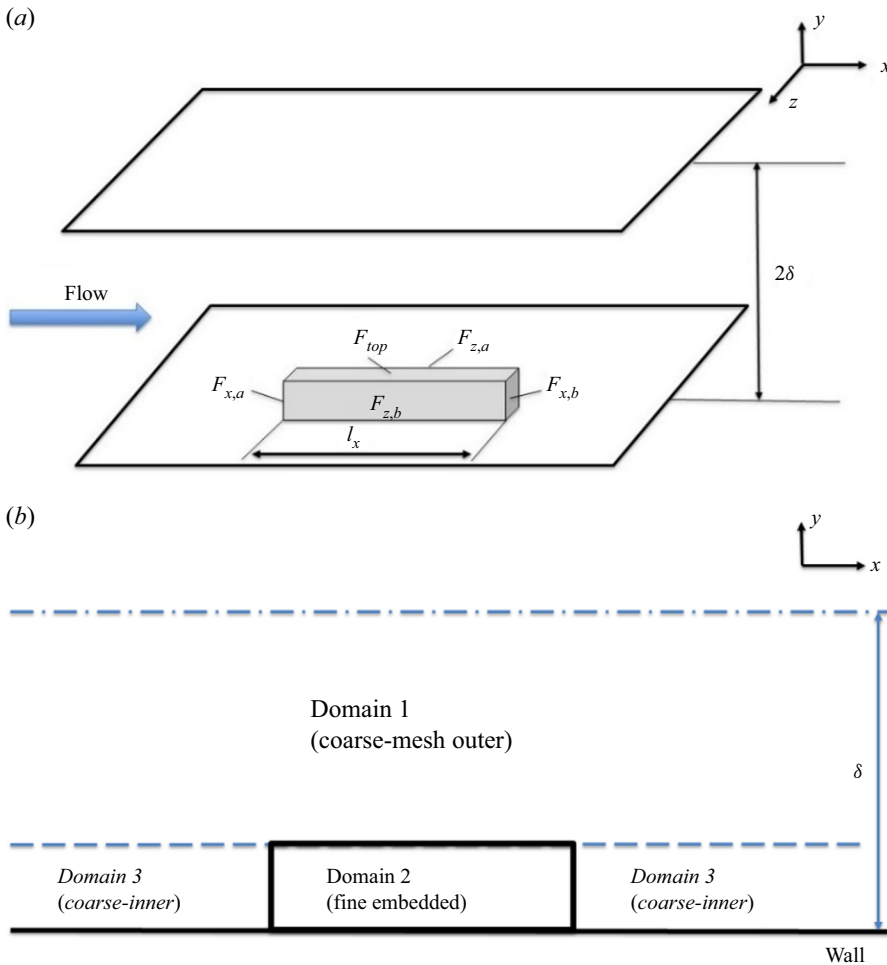 (a)
y
x
z
2δ
Flow
F_top
F_z,a
F_x,a
F_x,b
F_z,b
l_x
(b)
y
x
Domain 1
(coarse-mesh outer)
δ
Domain 3
(coarse-inner)
Domain 2
(fine embedded)
Domain 3
(coarse-inner)
Wall